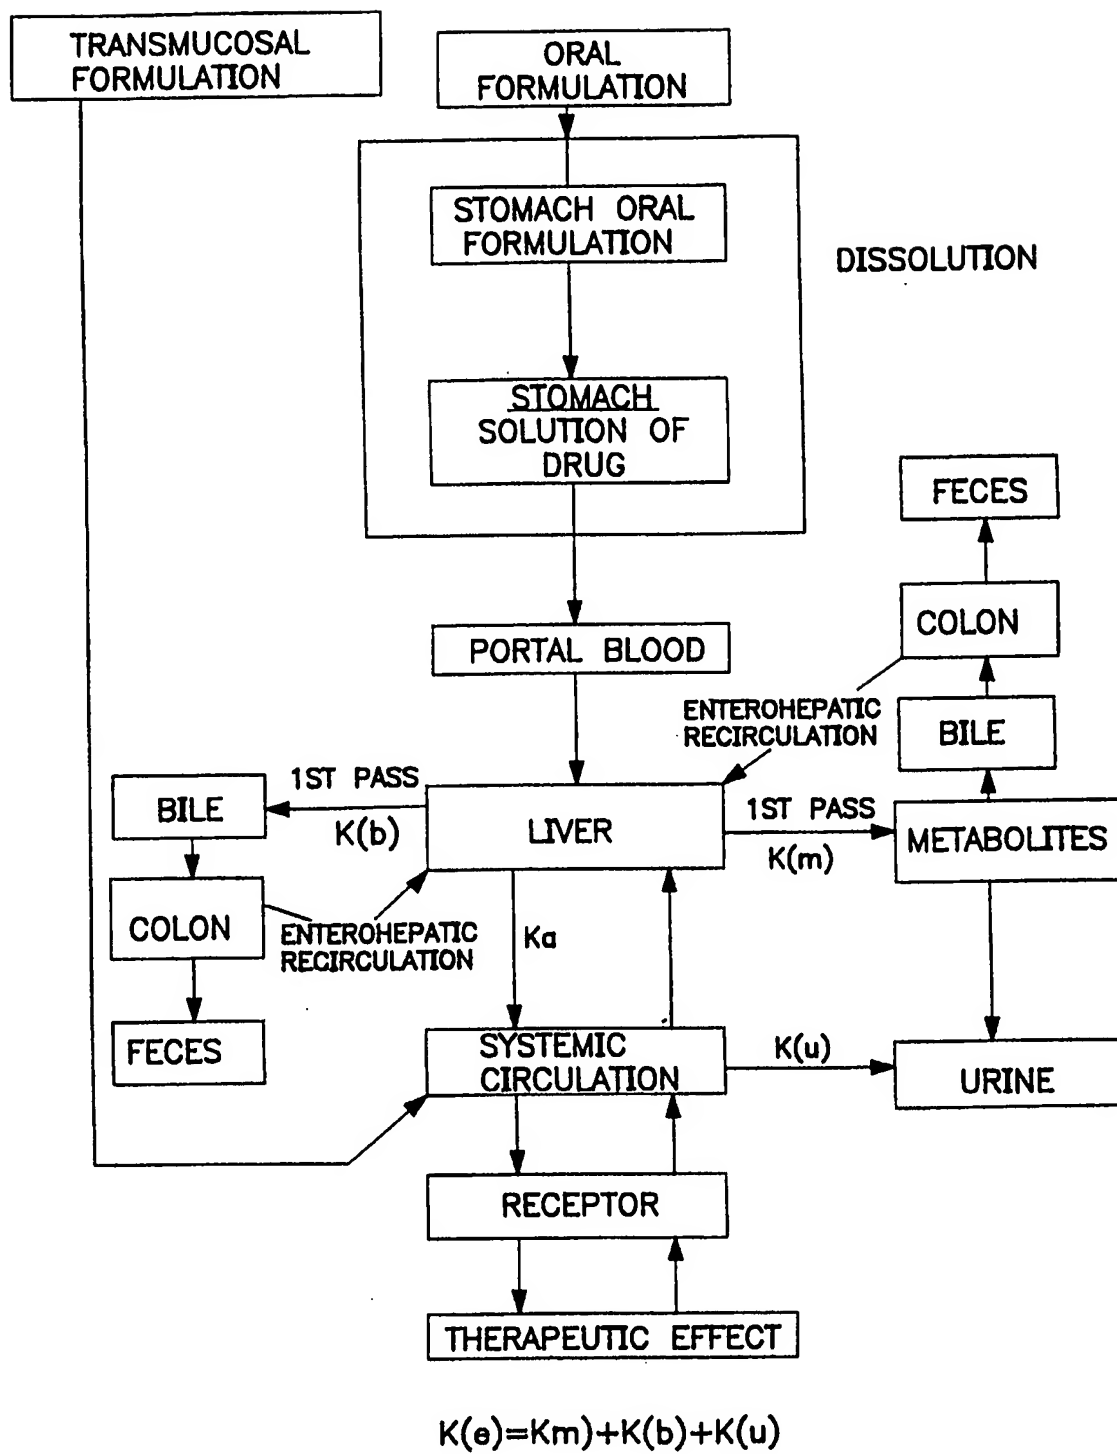 TRANSMUCOSAL
FORMULATION
ORAL
FORMULATION
STOMACH ORAL
FORMULATION
DISSOLUTION
STOMACH
SOLUTION OF
DRUG
FECES
COLON
PORTAL BLOOD
ENTEROHEPATIC
RECIRCULATION
BILE
1ST PASS
BILE
K(b)
LIVER
1ST PASS
K(m)
METABOLITES
COLON
ENTEROHEPATIC
RECIRCULATION
Ka
FECES
SYSTEMIC
CIRCULATION
K(u)
URINE
RECEPTOR
THERAPEUTIC EFFECT
K(e)=Km)+K(b)+K(u)